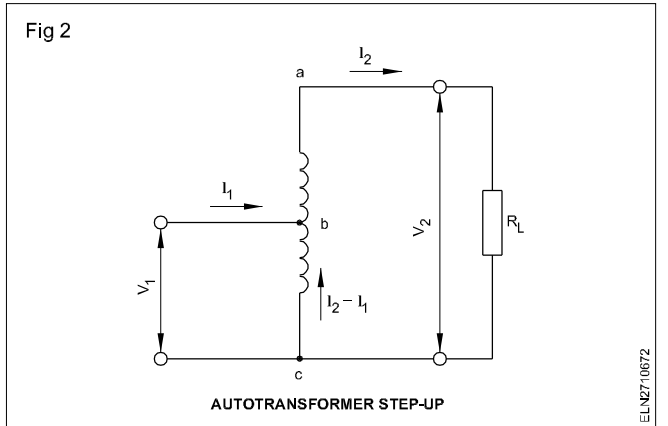 Fig 2
I2
a
I1
b
V1
V2
RL
I2 – I1
c
AUTOTRANSFORMER STEP-UP
ELN2710672